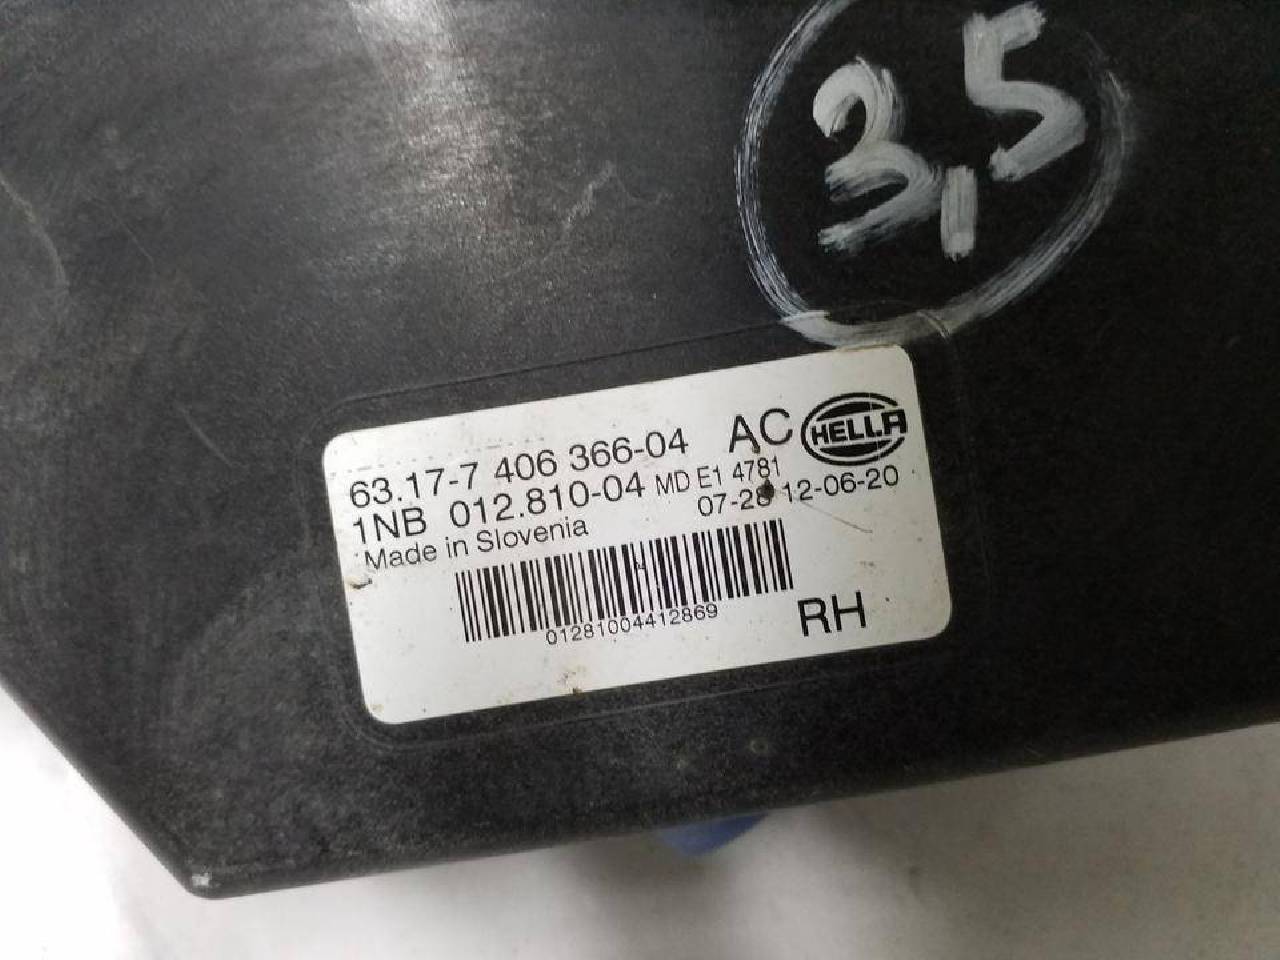 3,5
63.17-7 406 366-04 AC HELLA
1NB 012.810-04 MD E1 4781
Made in Slovenia 07-28 12-06-20
01281004412869
RH